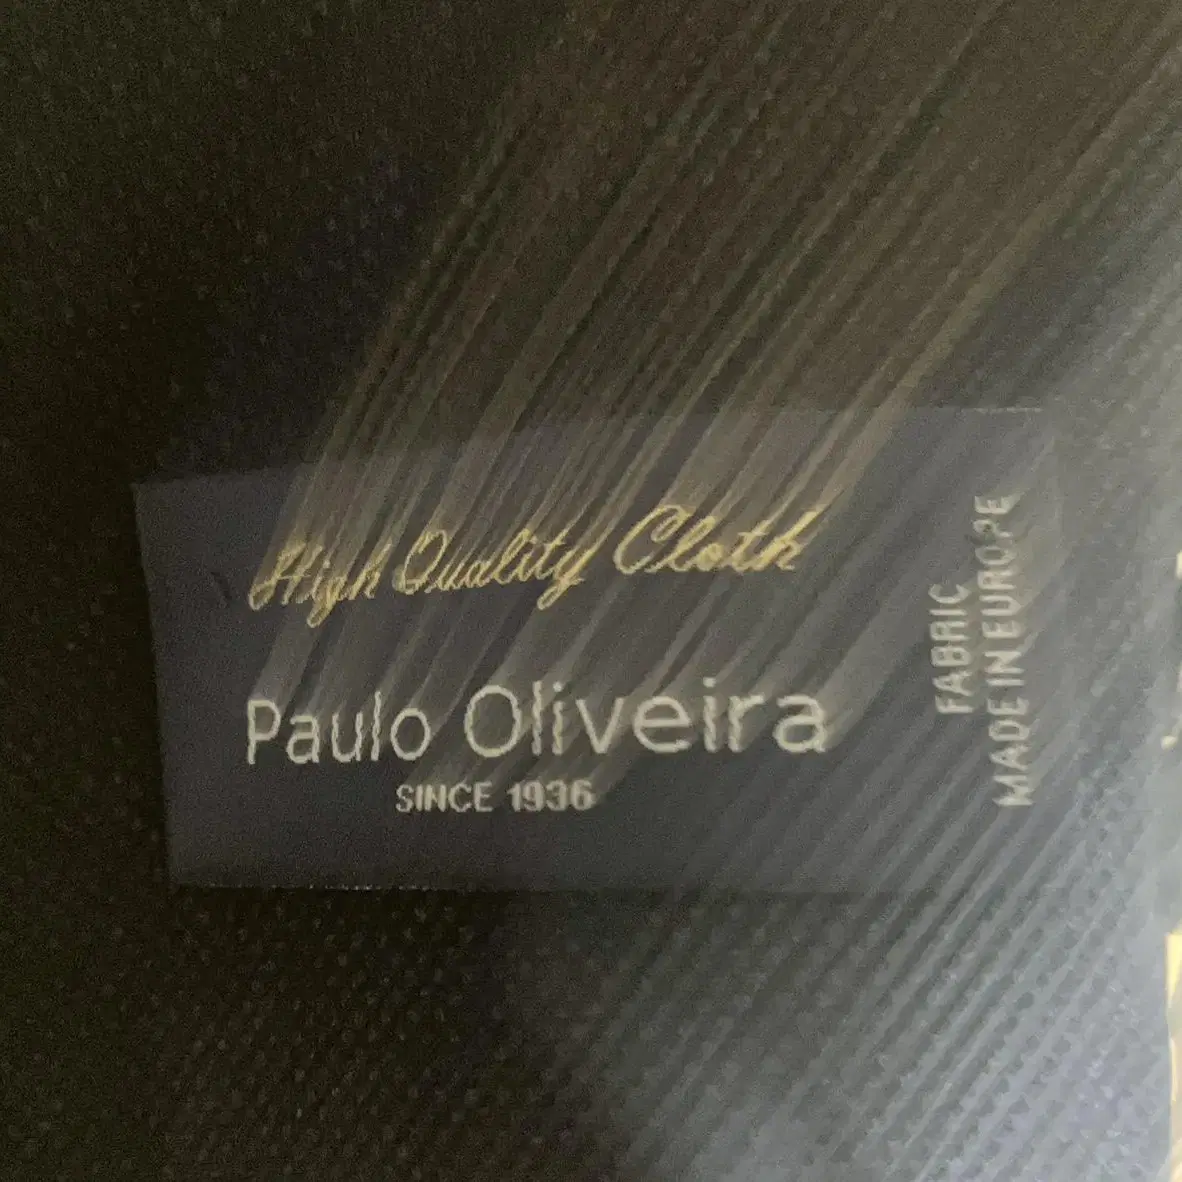 High Quality Cloth
Paulo Oliveira
SINCE 1936
FABRIC
MADE IN EUROPE